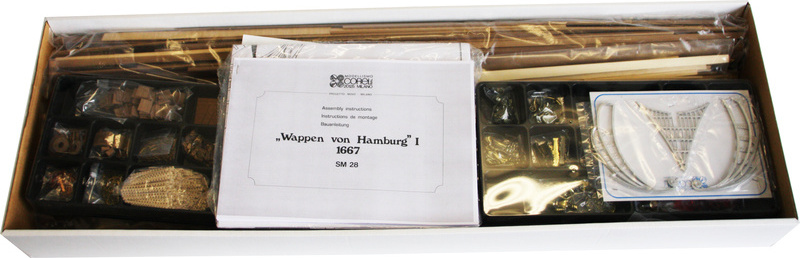 COREL
Assembly instructions
Instructions de montage
Bauanleitung
„Wappen von Hamburg" I
1667
SM 28